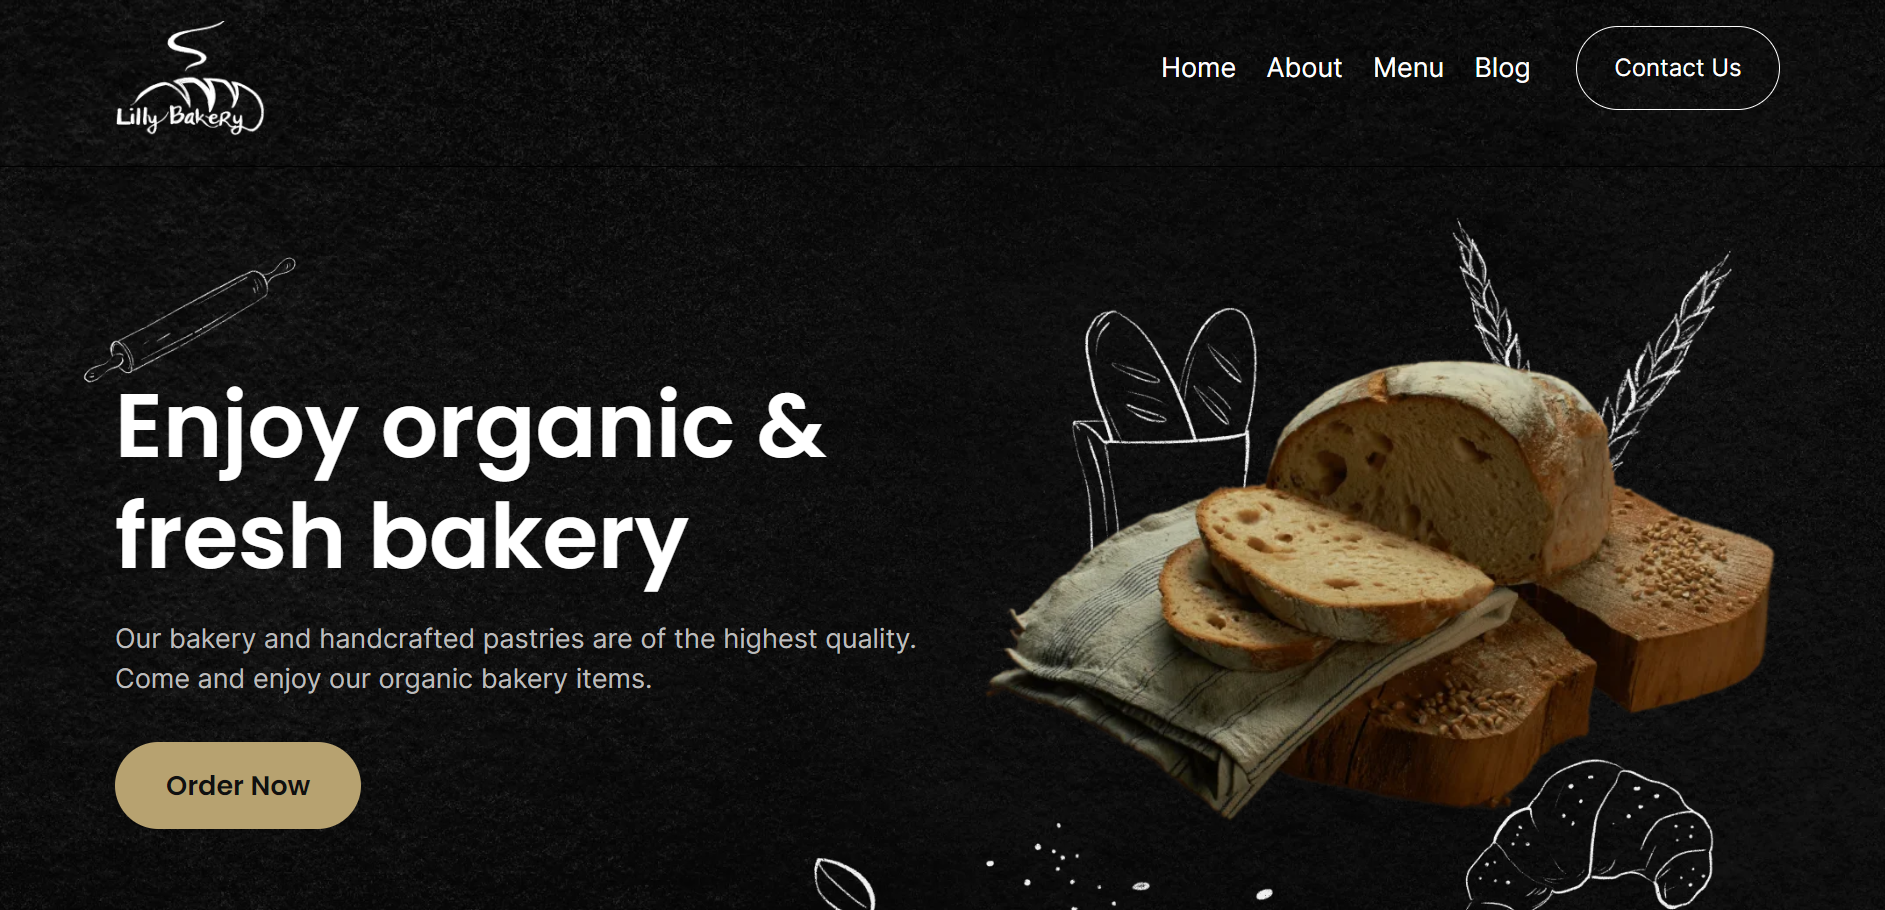 Lilly Bakery
Home About Menu Blog Contact Us
Enjoy organic &
fresh bakery
Our bakery and handcrafted pastries are of the highest quality.
Come and enjoy our organic bakery items.
Order Now